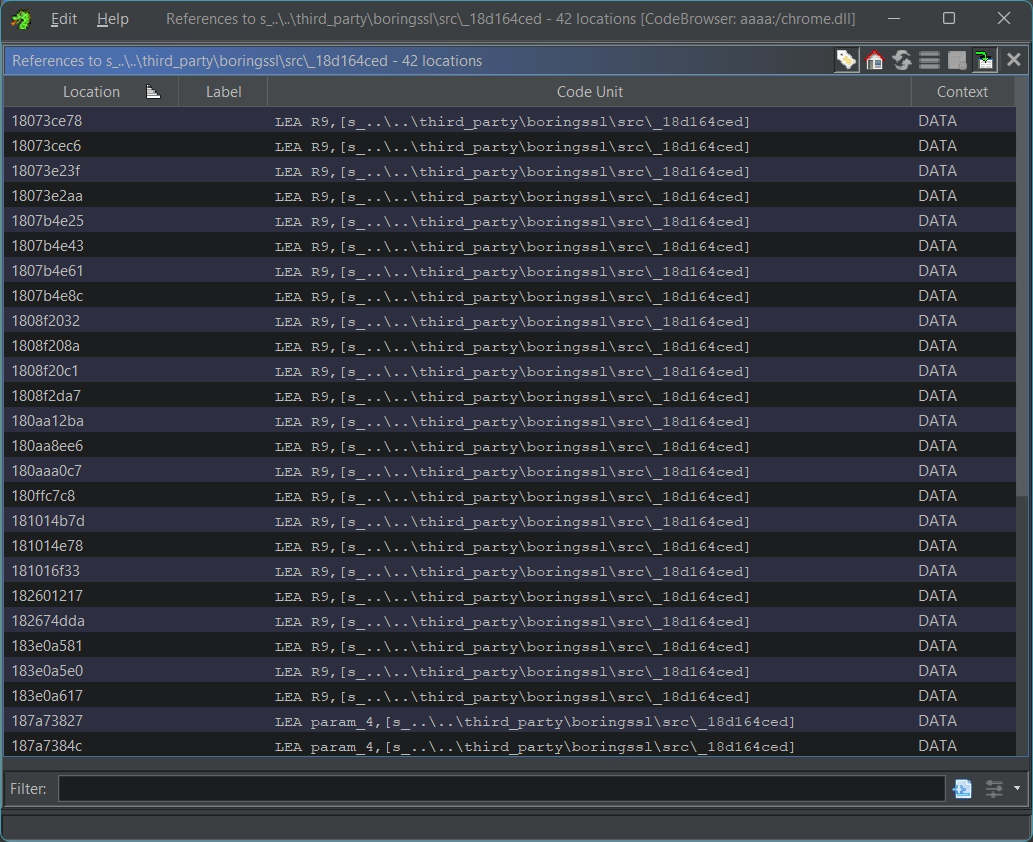 Edit Help References to s_..\..\third_party\boringssl\src\_18d164ced - 42 locations [CodeBrowser: aaaa:/chrome.dll]
References to s_..\..\third_party\boringssl\src\_18d164ced - 42 locations
Location Label Code Unit Context
18073ce78 LEA R9,[s_..\..\third_party\boringssl\src\_18d164ced] DATA
18073cec6 LEA R9,[s_..\..\third_party\boringssl\src\_18d164ced] DATA
18073e23f LEA R9,[s_..\..\third_party\boringssl\src\_18d164ced] DATA
18073e2aa LEA R9,[s_..\..\third_party\boringssl\src\_18d164ced] DATA
1807b4e25 LEA R9,[s_..\..\third_party\boringssl\src\_18d164ced] DATA
1807b4e43 LEA R9,[s_..\..\third_party\boringssl\src\_18d164ced] DATA
1807b4e61 LEA R9,[s_..\..\third_party\boringssl\src\_18d164ced] DATA
1807b4e8c LEA R9,[s_..\..\third_party\boringssl\src\_18d164ced] DATA
1808f2032 LEA R9,[s_..\..\third_party\boringssl\src\_18d164ced] DATA
1808f208a LEA R9,[s_..\..\third_party\boringssl\src\_18d164ced] DATA
1808f20c1 LEA R9,[s_..\..\third_party\boringssl\src\_18d164ced] DATA
1808f2da7 LEA R9,[s_..\..\third_party\boringssl\src\_18d164ced] DATA
180aa12ba LEA R9,[s_..\..\third_party\boringssl\src\_18d164ced] DATA
180aa8ee6 LEA R9,[s_..\..\third_party\boringssl\src\_18d164ced] DATA
180aaa0c7 LEA R9,[s_..\..\third_party\boringssl\src\_18d164ced] DATA
180ffc7c8 LEA R9,[s_..\..\third_party\boringssl\src\_18d164ced] DATA
181014b7d LEA R9,[s_..\..\third_party\boringssl\src\_18d164ced] DATA
181014e78 LEA R9,[s_..\..\third_party\boringssl\src\_18d164ced] DATA
181016f33 LEA R9,[s_..\..\third_party\boringssl\src\_18d164ced] DATA
182601217 LEA R9,[s_..\..\third_party\boringssl\src\_18d164ced] DATA
182674dda LEA R9,[s_..\..\third_party\boringssl\src\_18d164ced] DATA
183e0a581 LEA R9,[s_..\..\third_party\boringssl\src\_18d164ced] DATA
183e0a5e0 LEA R9,[s_..\..\third_party\boringssl\src\_18d164ced] DATA
183e0a617 LEA R9,[s_..\..\third_party\boringssl\src\_18d164ced] DATA
187a73827 LEA param_4,[s_..\..\third_party\boringssl\src\_18d164ced] DATA
187a7384c LEA param_4,[s_..\..\third_party\boringssl\src\_18d164ced] DATA
Filter: